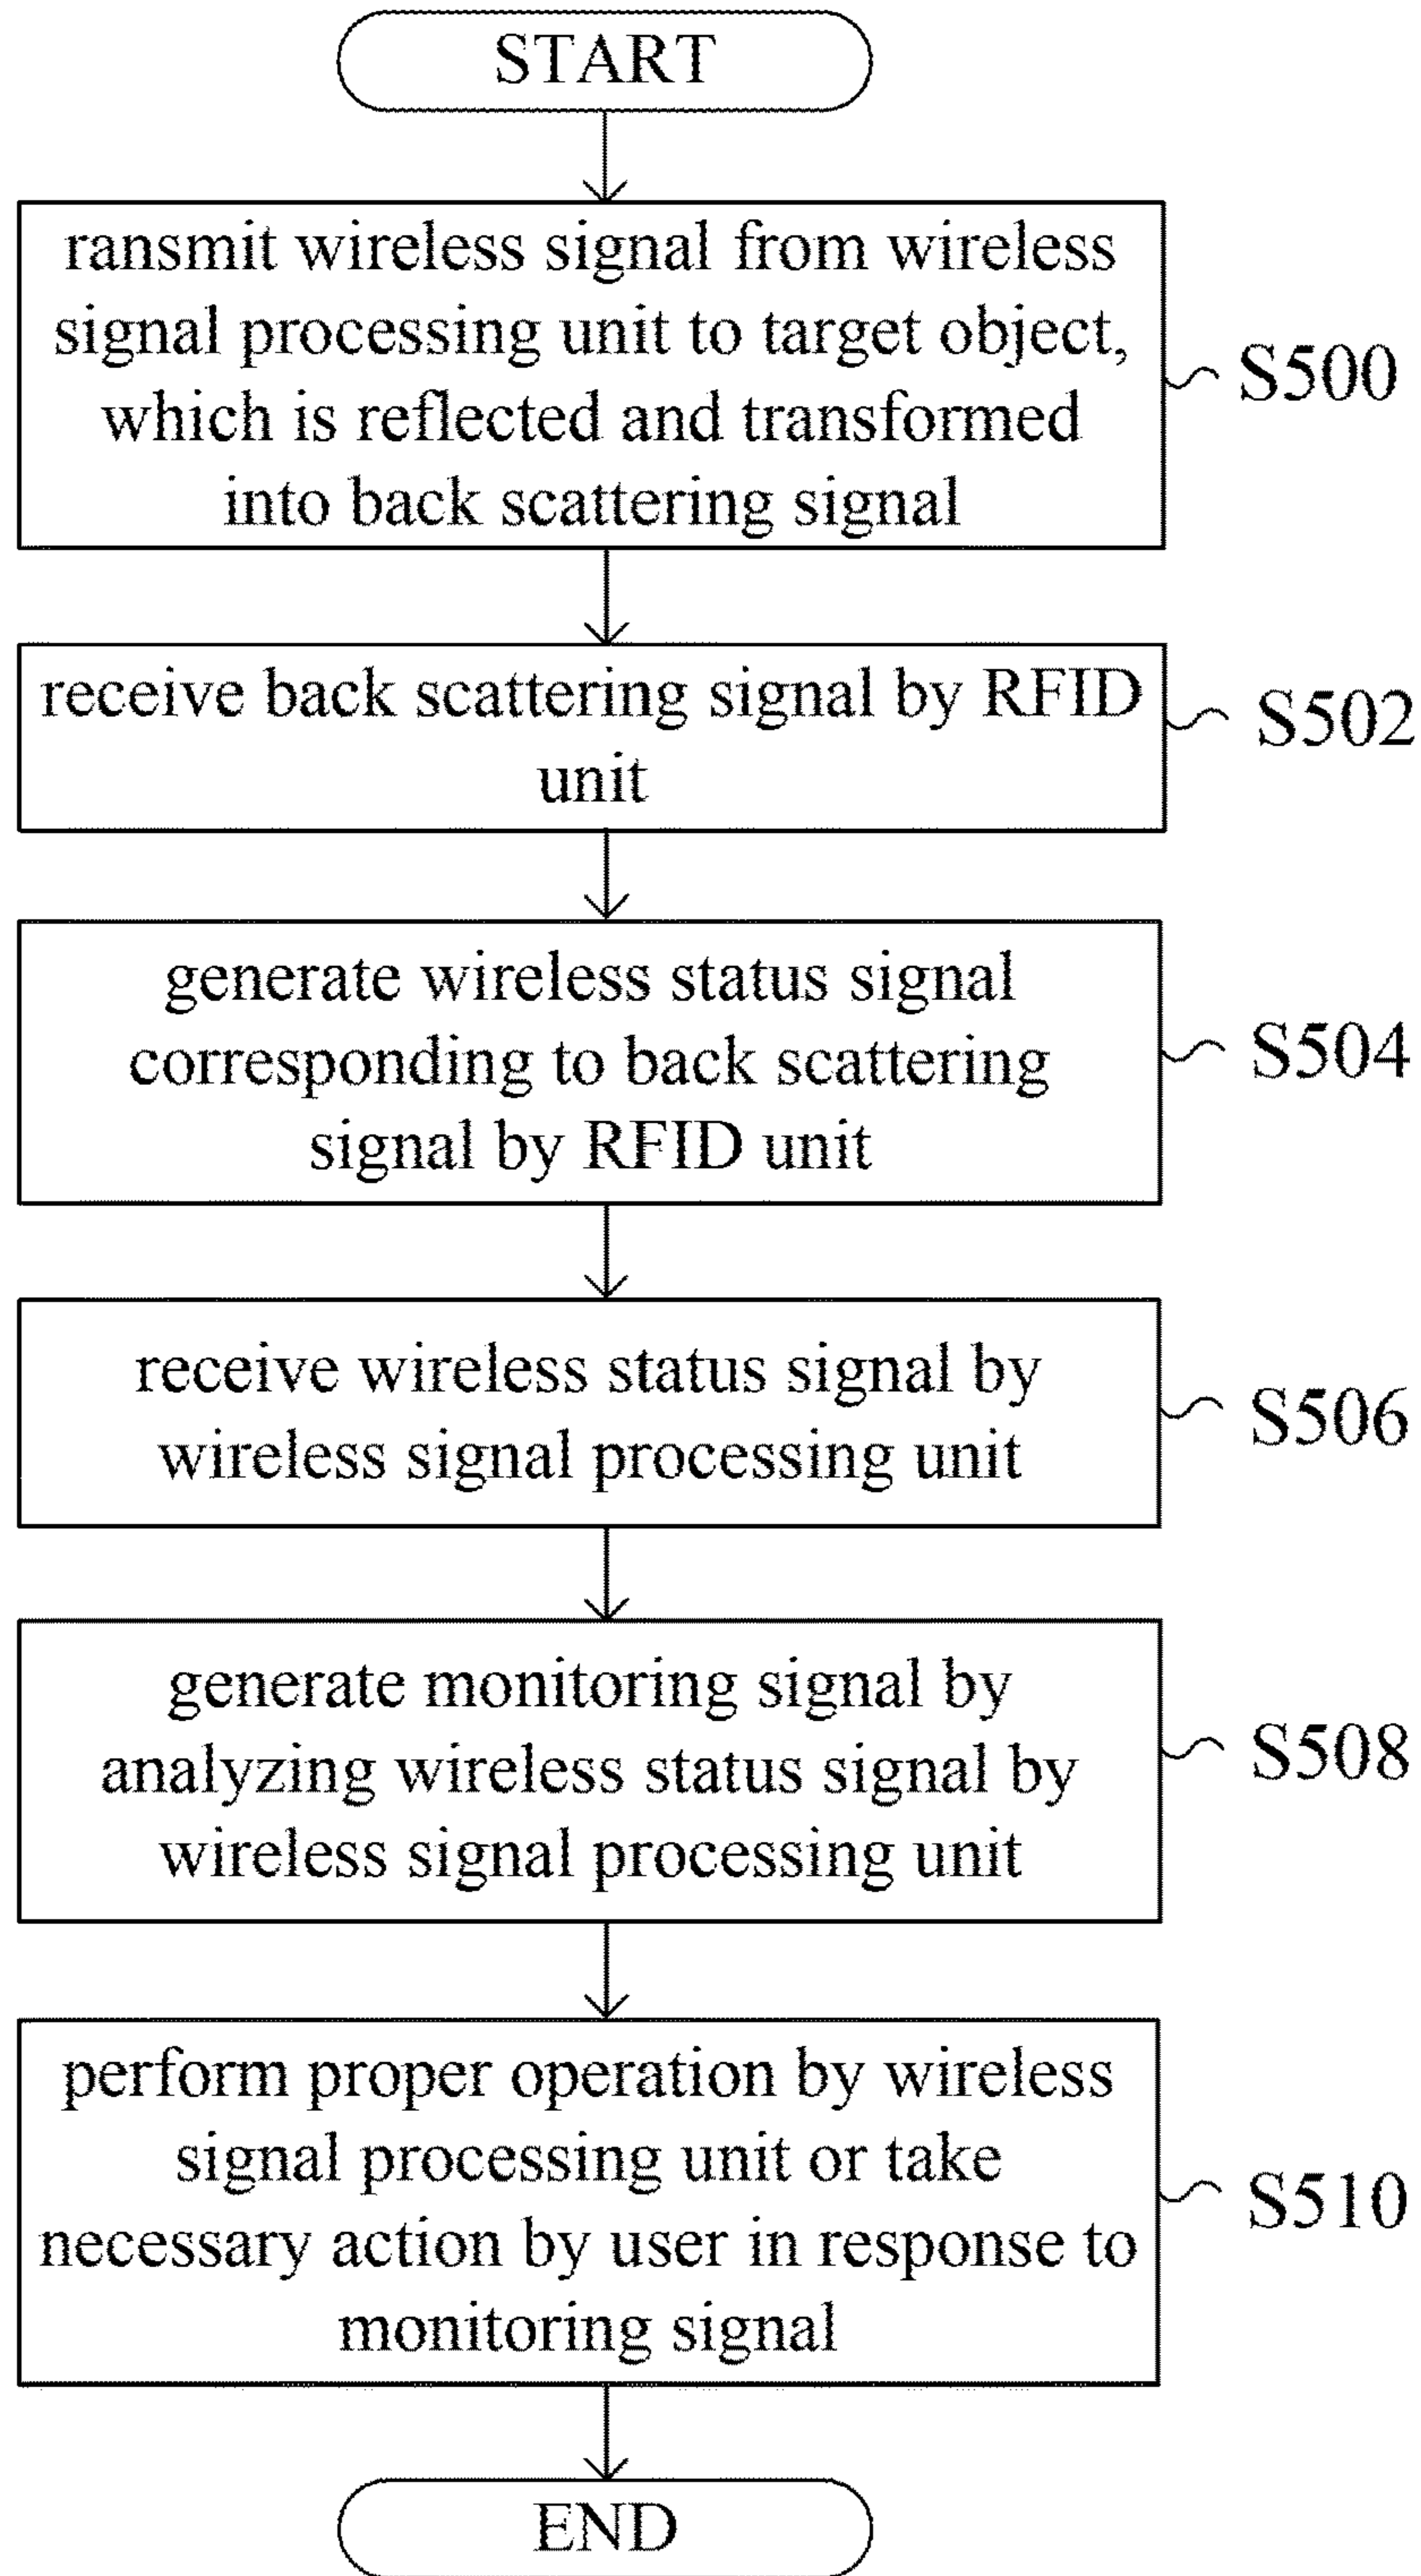 START
ransmit wireless signal from wireless
signal processing unit to target object,
which is reflected and transformed
into back scattering signal
S500
receive back scattering signal by RFID
unit
S502
generate wireless status signal
corresponding to back scattering
signal by RFID unit
S504
receive wireless status signal by
wireless signal processing unit
S506
generate monitoring signal by
analyzing wireless status signal by
wireless signal processing unit
S508
perform proper operation by wireless
signal processing unit or take
necessary action by user in response to
monitoring signal
S510
END